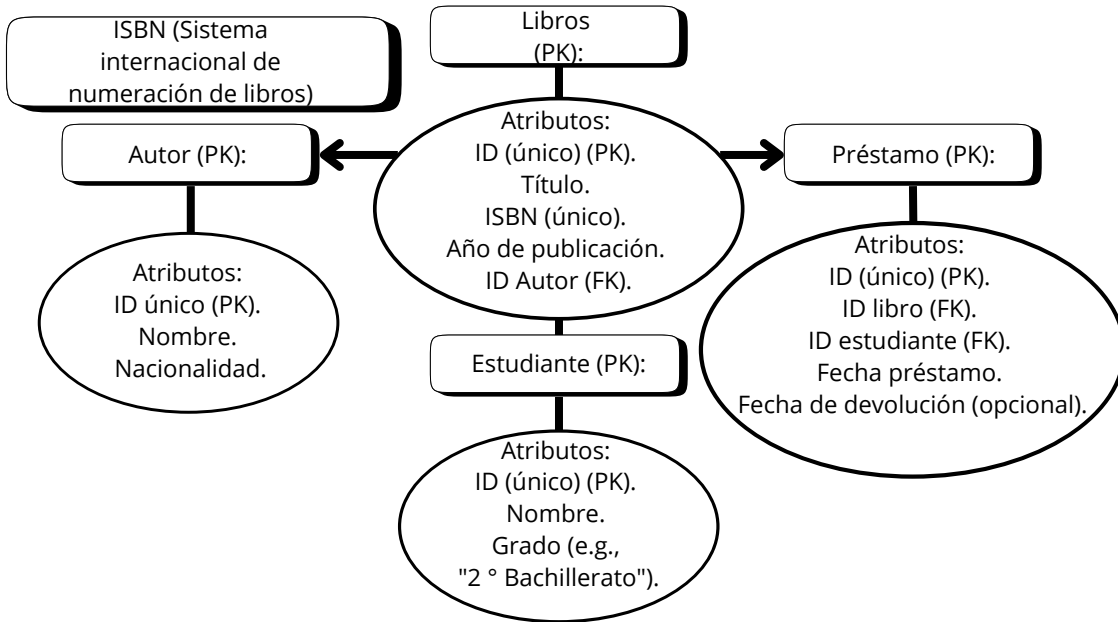 ISBN (Sistema
internacional de
numeración de libros)
Libros
(PK):
Autor (PK):
Atributos:
ID (único) (PK).
Título.
ISBN (único).
Año de publicación.
ID Autor (FK).
Préstamo (PK):
Atributos:
ID único (PK).
Nombre.
Nacionalidad.
Atributos:
ID (único) (PK).
ID libro (FK).
ID estudiante (FK).
Fecha préstamo.
Fecha de devolución (opcional).
Estudiante (PK):
Atributos:
ID (único) (PK).
Nombre.
Grado (e.g.,
"2 ° Bachillerato").